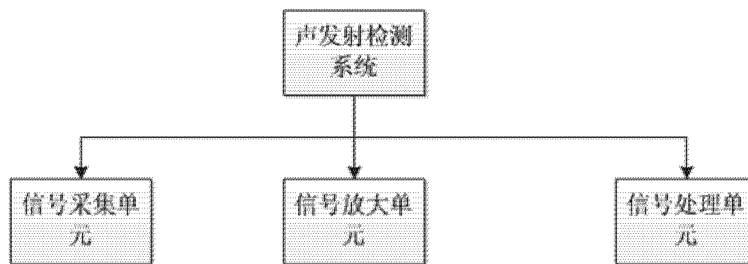 声发射检测
系统
信号采集单
元
信号放大单
元
信号处理单
元